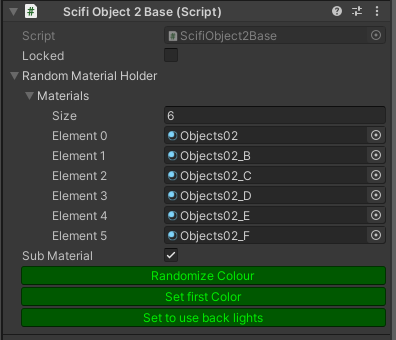 Scifi Object 2 Base (Script)
Script ScifiObject2Base
Locked
Random Material Holder
Materials
Size 6
Element 0 Objects02
Element 1 Objects02_B
Element 2 Objects02_C
Element 3 Objects02_D
Element 4 Objects02_E
Element 5 Objects02_F
Sub Material
Randomize Colour
Set first Color
Set to use back lights